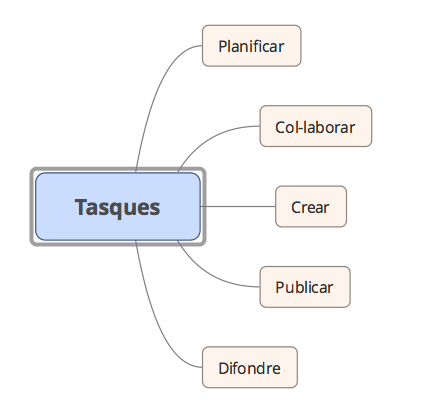 Planificar
Col-laborar
Crear
Tasques
Publicar
Difondre